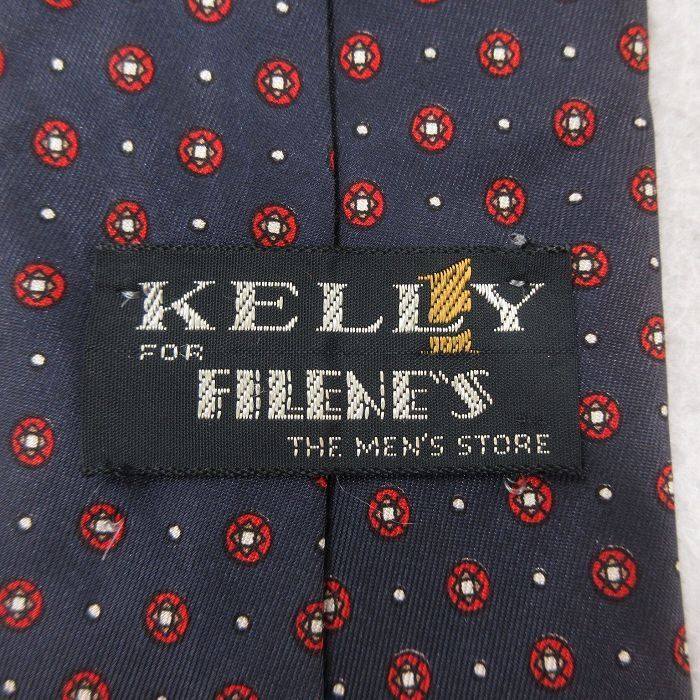 KELLY
FOR
FILENE'S
THE MEN'S STORE